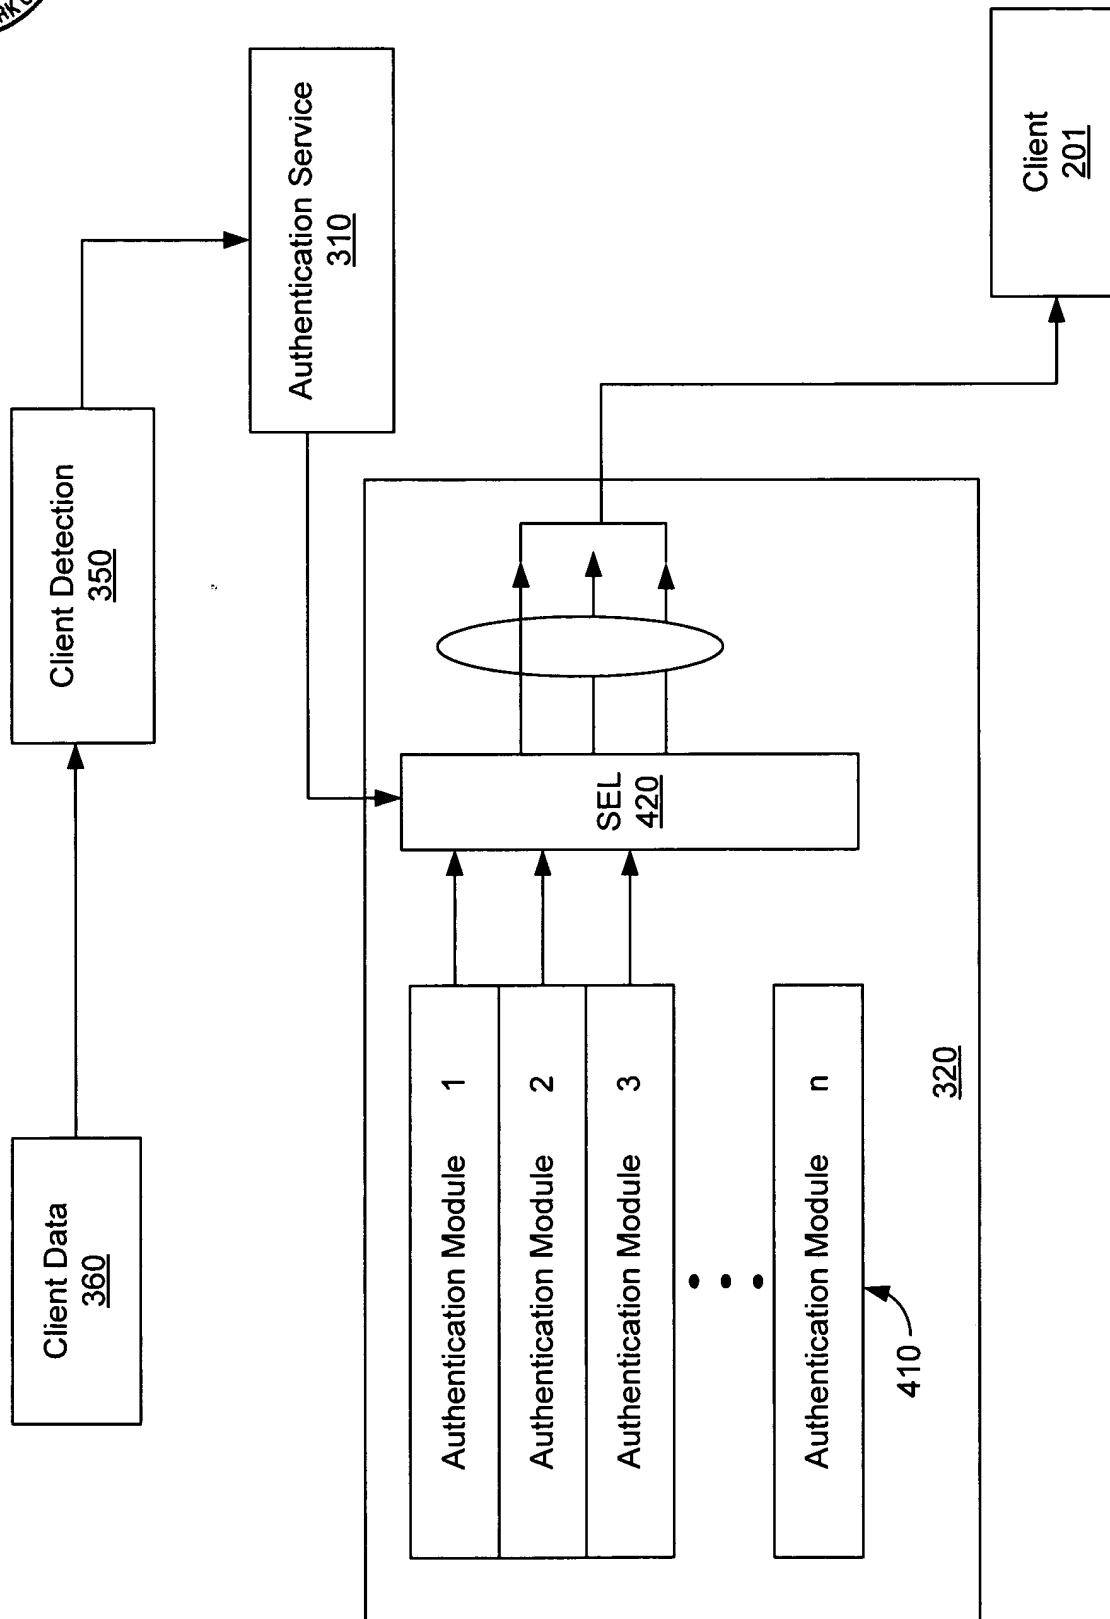 Client Data
360
Client Detection
350
Authentication Service
310
Authentication Module 1
Authentication Module 2
Authentication Module 3
Authentication Module n
410
SEL
420
320
Client
201